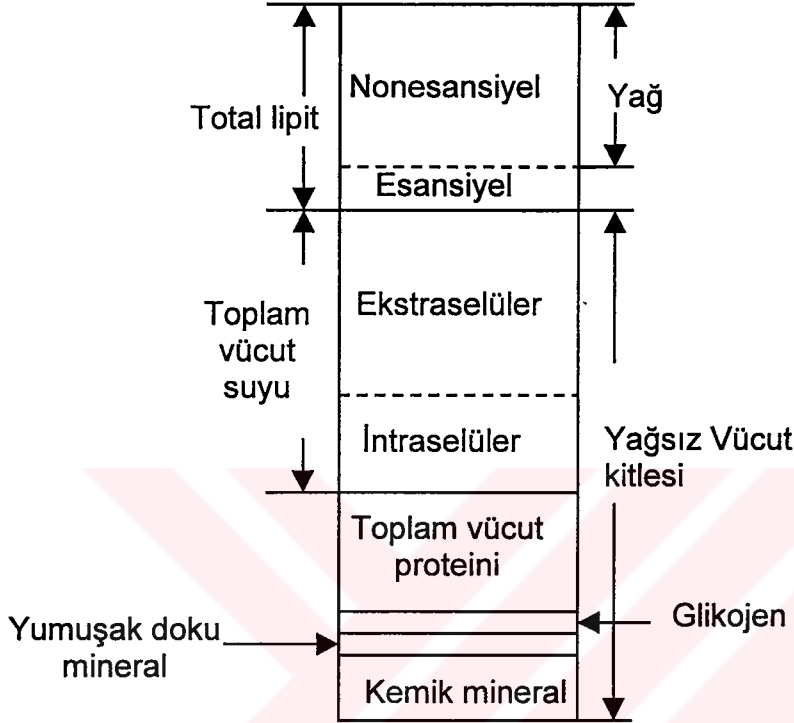 Nonesansiyel
Yağ
Total lipit
Esansiyel
Ekstraselüler
Toplam
vücut
suyu
İntraselüler
Yağsız Vücut
kitlesi
Toplam vücut
proteini
Glikojen
Yumuşak doku
mineral
Kemik mineral